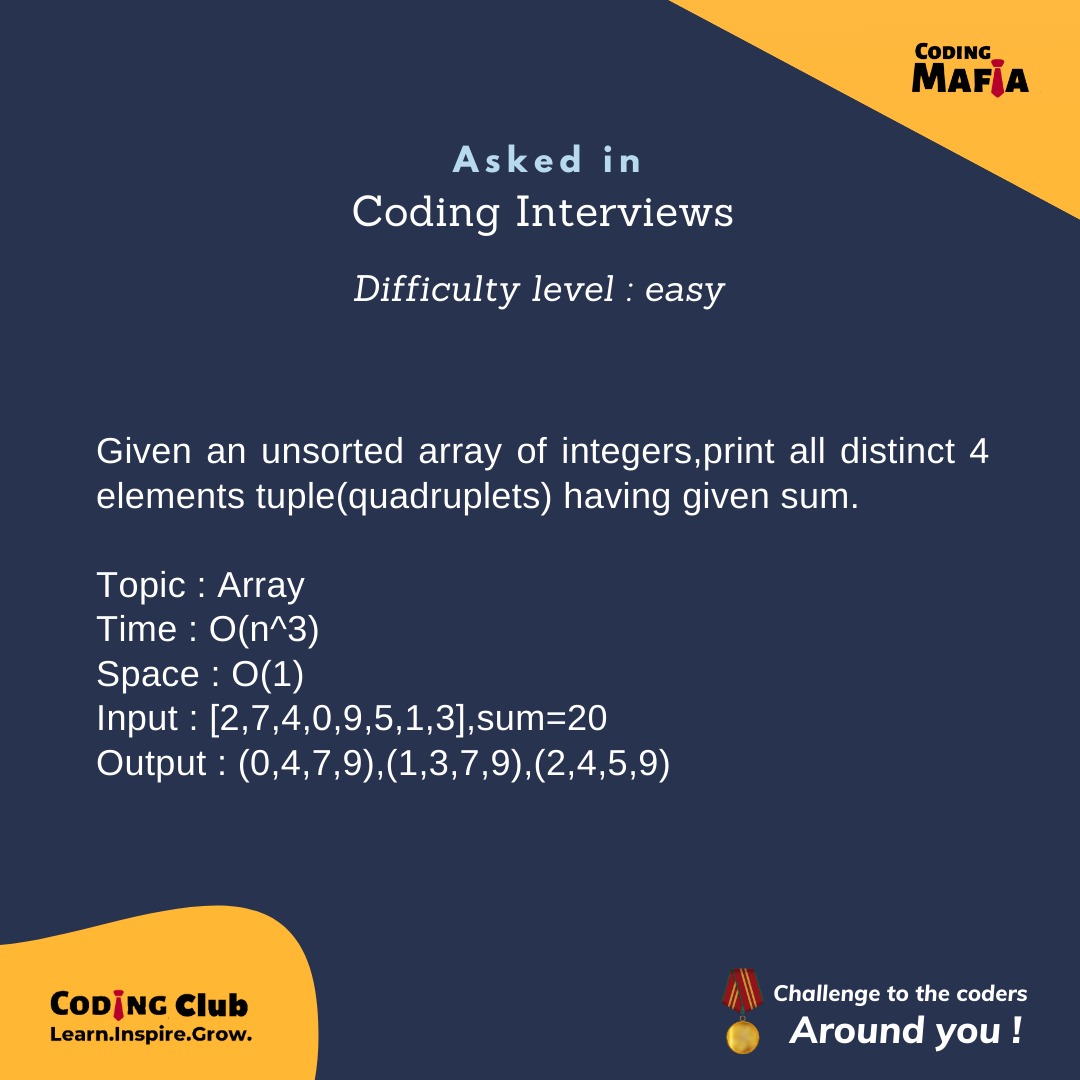 CODING
MAFIA
Asked in
Coding Interviews
Difficulty level : easy
Given an unsorted array of integers,print all distinct 4
elements tuple(quadruplets) having given sum.
Topic : Array
Time : O(n^3)
Space : O(1)
Input : [2,7,4,0,9,5,1,3],sum=20
Output : (0,4,7,9),(1,3,7,9),(2,4,5,9)
CODING Club
Learn.Inspire.Grow.
Challenge to the coders
Around you !